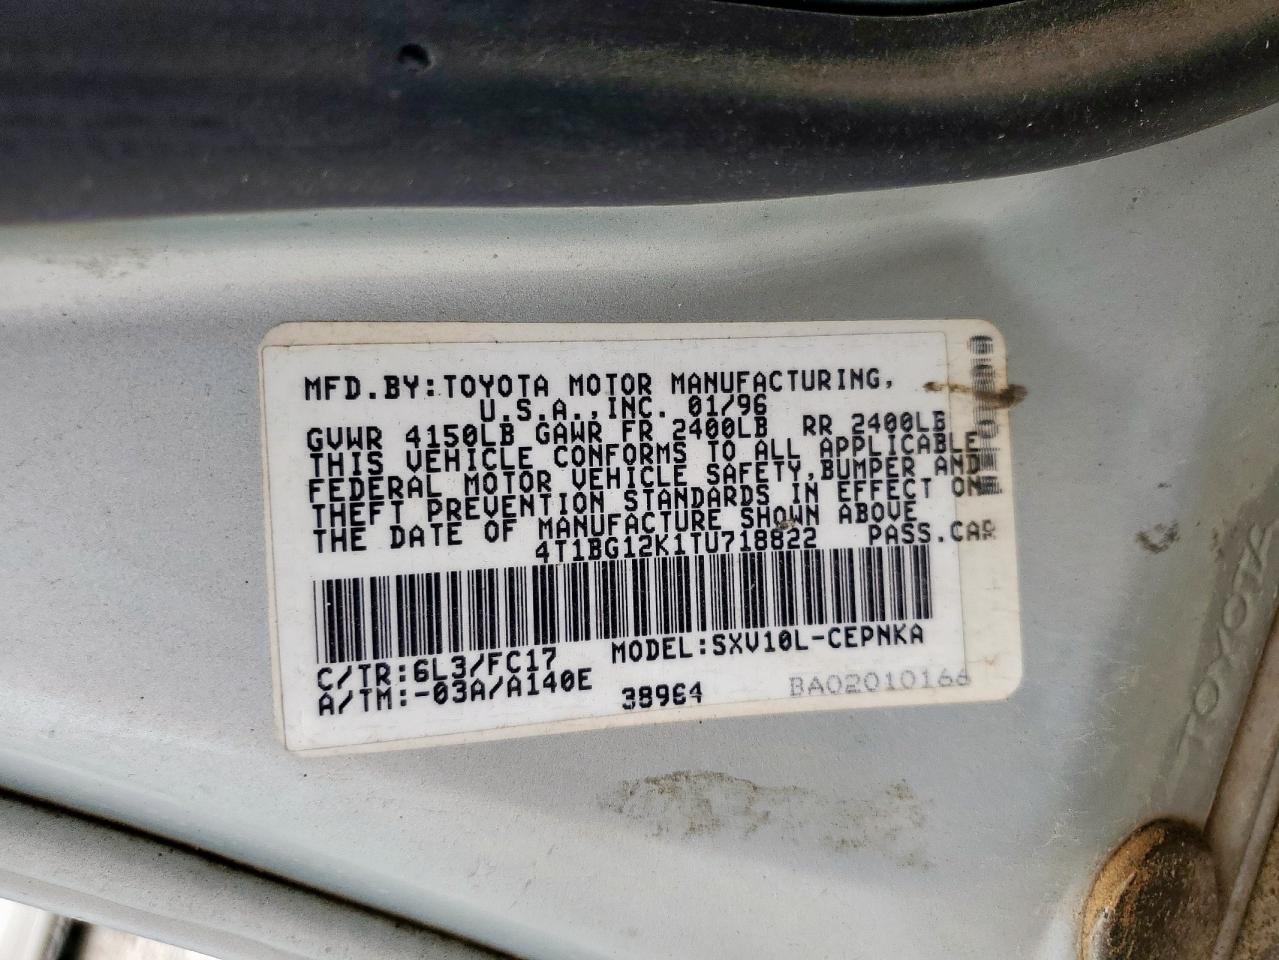 MFD.BY:TOYOTA MOTOR MANUFACTURING,
U.S.A.,INC. 01/96
GVWR 4150LB GAWR FR 2400LB RR 2400LB
THIS VEHICLE CONFORMS TO ALL APPLICABLE
FEDERAL MOTOR VEHICLE SAFETY,BUMPER AND
THEFT PREVENTION STANDARDS IN EFFECT ON
THE DATE OF MANUFACTURE SHOWN ABOVE
4T1BG12K1TU718822 PASS.CAR
C/TR:6L3/FC17 MODEL:SXV10L-CEPNKA
A/TM:-03A/A140E 38964 BA02010166
TOYOTA